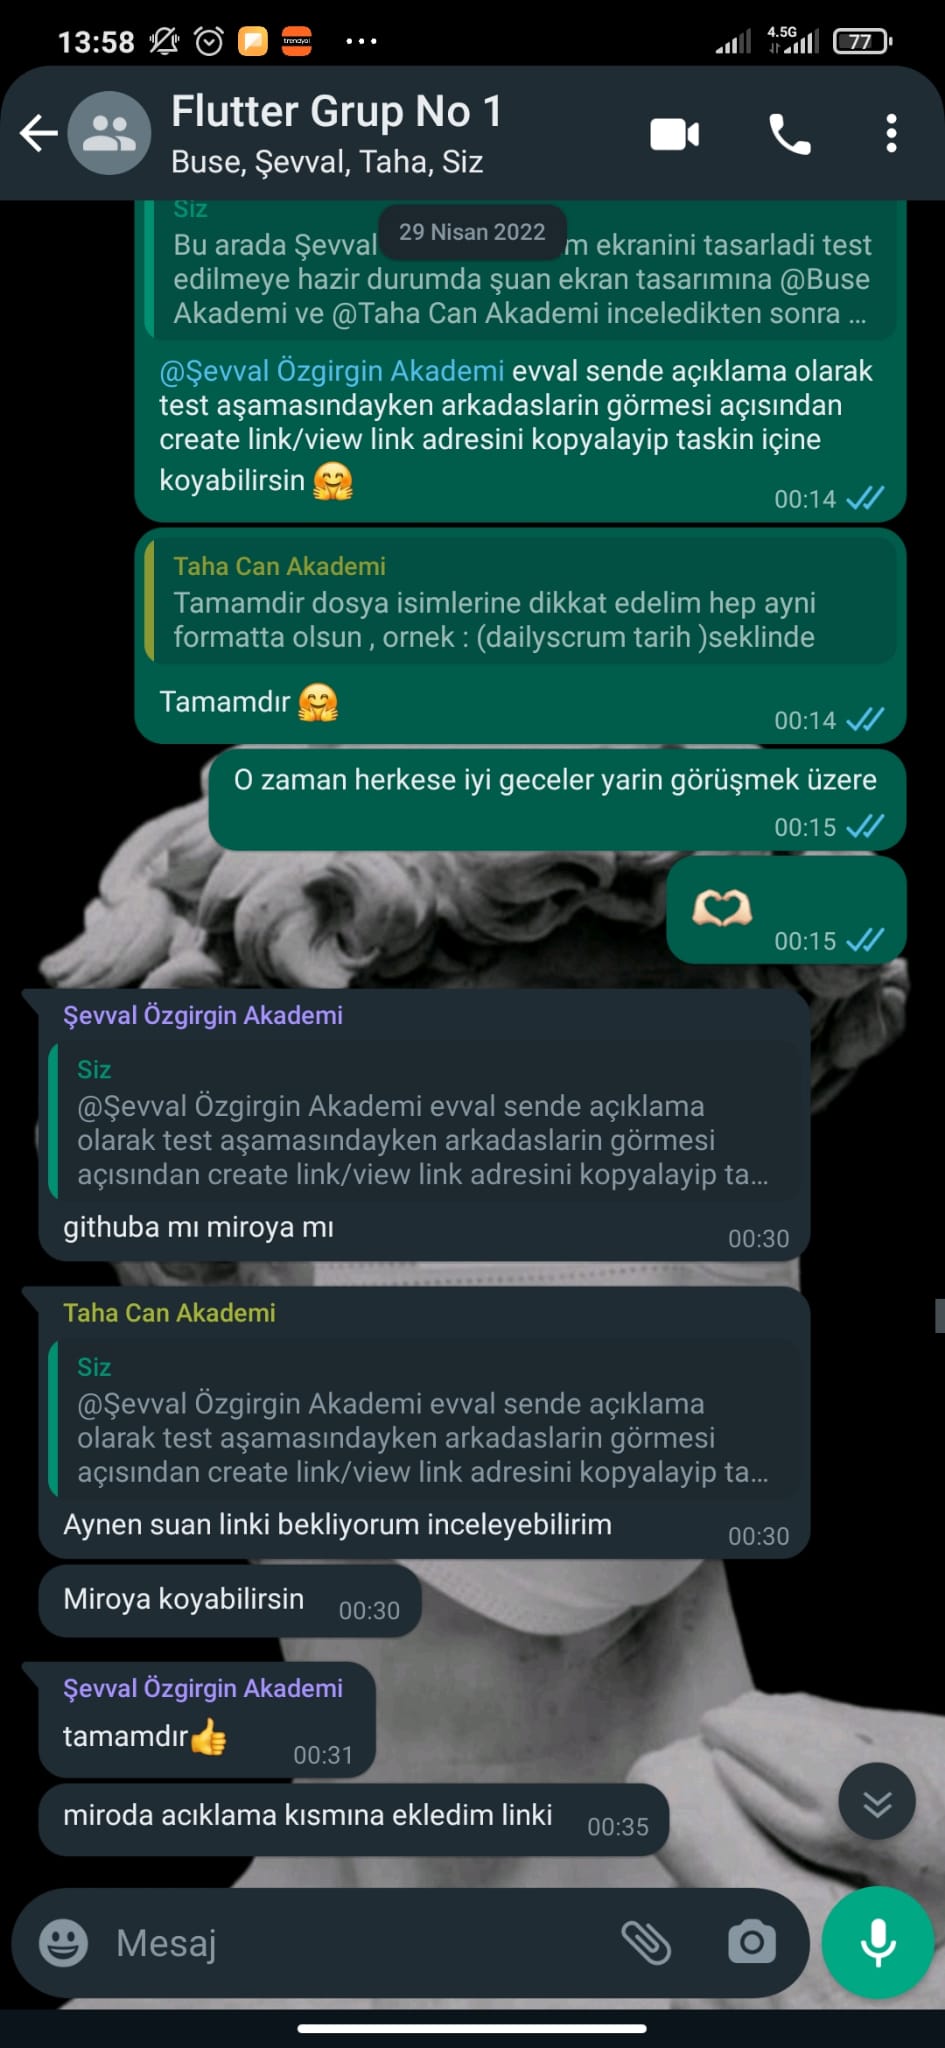 13:58
trendyol
4.5G
77
Flutter Grup No 1
Buse, Şevval, Taha, Siz
29 Nisan 2022
Siz
Bu arada Şevval m ekranini tasarladi test
edilmeye hazir durumda şuan ekran tasarımına @Buse
Akademi ve @Taha Can Akademi inceledikten sonra ...
@Şevval Özgirgin Akademi evval sende açıklama olarak
test aşamasındayken arkadaslarin görmesi açısından
create link/view link adresini kopyalayip taskin içine
koyabilirsin 🤗
00:14
Taha Can Akademi
Tamamdir dosya isimlerine dikkat edelim hep ayni
formatta olsun , ornek : (dailyscrum tarih )seklinde
Tamamdır 🤗
00:14
O zaman herkese iyi geceler yarin görüşmek üzere
00:15
🫶🏻
00:15
Şevval Özgirgin Akademi
Siz
@Şevval Özgirgin Akademi evval sende açıklama
olarak test aşamasındayken arkadaslarin görmesi
açısından create link/view link adresini kopyalayip ta...
githuba mı miroya mı
00:30
Taha Can Akademi
Siz
@Şevval Özgirgin Akademi evval sende açıklama
olarak test aşamasındayken arkadaslarin görmesi
açısından create link/view link adresini kopyalayip ta...
Aynen suan linki bekliyorum inceleyebilirim
00:30
Miroya koyabilirsin
00:30
Şevval Özgirgin Akademi
tamamdır👍
00:31
miroda acıklama kısmına ekledim linki
00:35
Mesaj